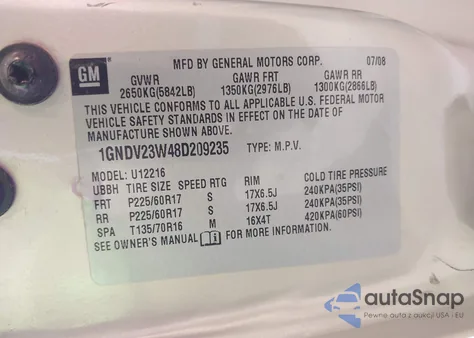 GM
MFD BY GENERAL MOTORS CORP. 07/08
GVWR GAWR FRT GAWR RR
2650KG(5842LB) 1350KG(2976LB) 1300KG(2866LB)
THIS VEHICLE CONFORMS TO ALL APPLICABLE U.S. FEDERAL MOTOR
VEHICLE SAFETY STANDARDS IN EFFECT ON THE DATE OF
MANUFACTURE SHOWN ABOVE.
1GNDV23W48D209235 TYPE: M.P.V.
MODEL: U12216
UBBH TIRE SIZE SPEED RTG RIM COLD TIRE PRESSURE
FRT P225/60R17 S 17X6.5J 240KPA(35PSI)
RR P225/60R17 S 17X6.5J 240KPA(35PSI)
SPA T135/70R16 M 16X4T 420KPA(60PSI)
SEE OWNER'S MANUAL FOR MORE INFORMATION.
autoSnap
Pewne auta z aukcji USA - EU